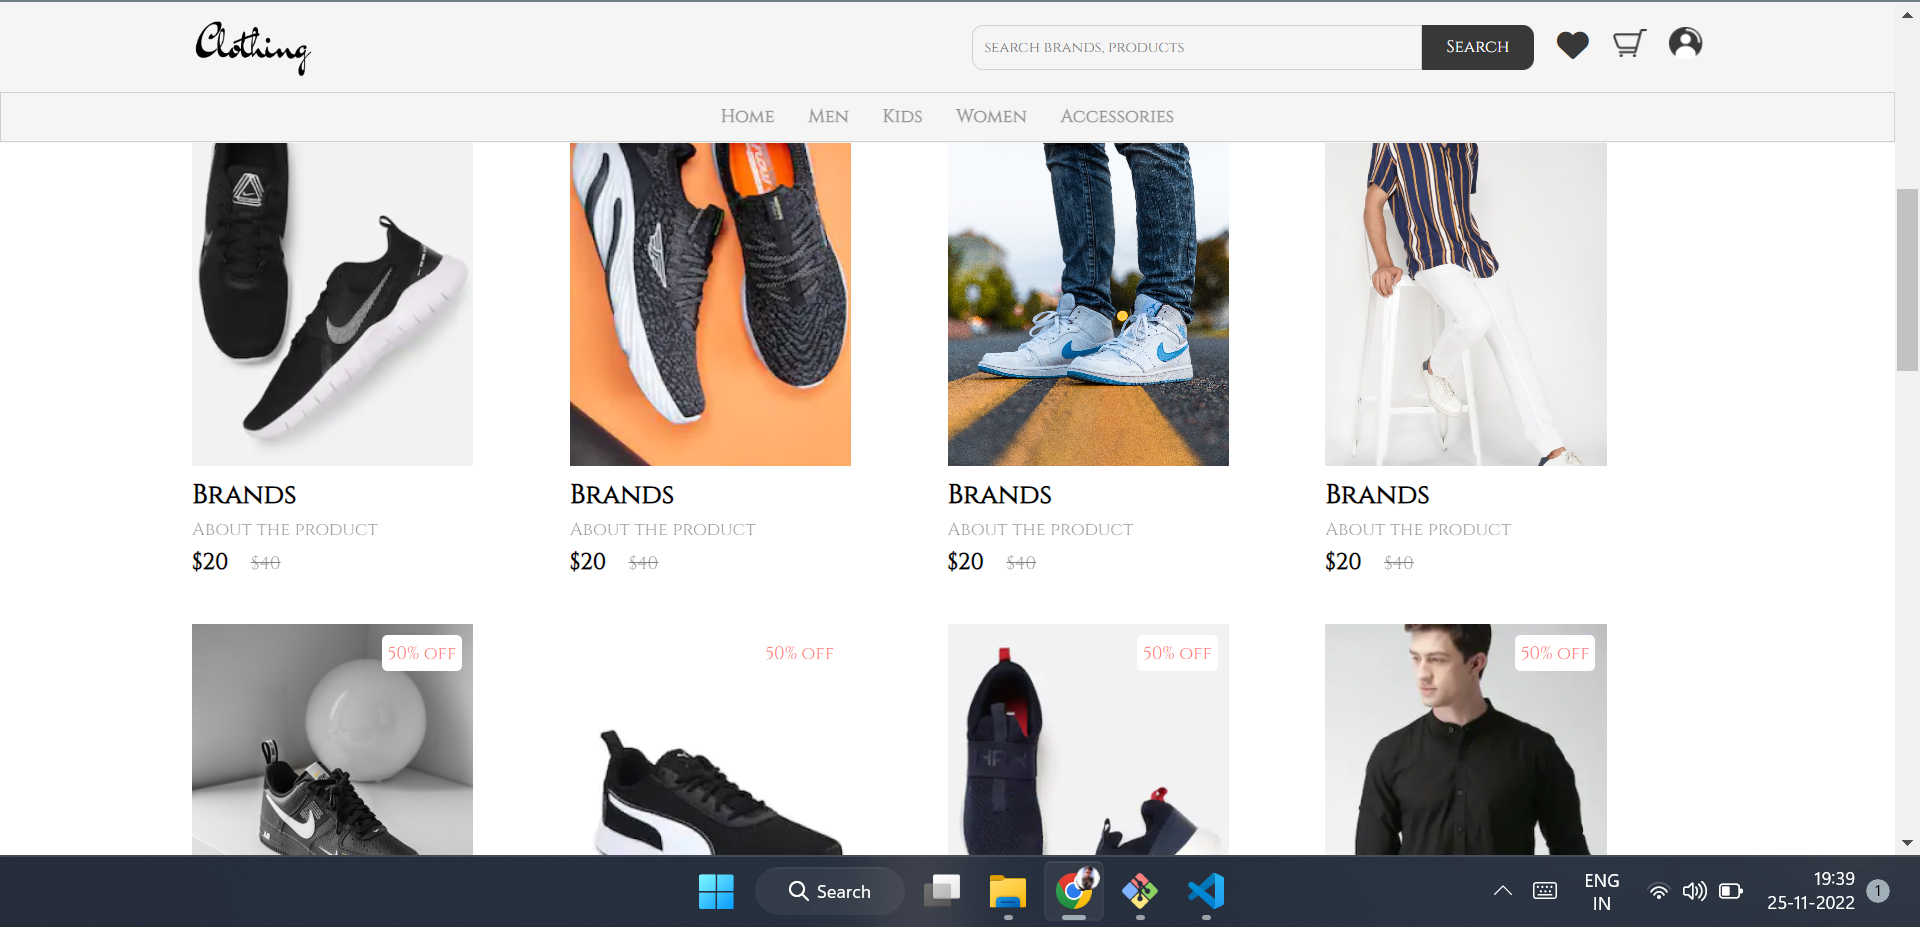 Clothing
SEARCH BRANDS, PRODUCTS
SEARCH
HOME MEN KIDS WOMEN ACCESSORIES
BRANDS
ABOUT THE PRODUCT
$20 $40
BRANDS
ABOUT THE PRODUCT
$20 $40
BRANDS
ABOUT THE PRODUCT
$20 $40
BRANDS
ABOUT THE PRODUCT
$20 $40
50% OFF
50% OFF
50% OFF
50% OFF
Search
ENG
IN
19:39
25-11-2022
1